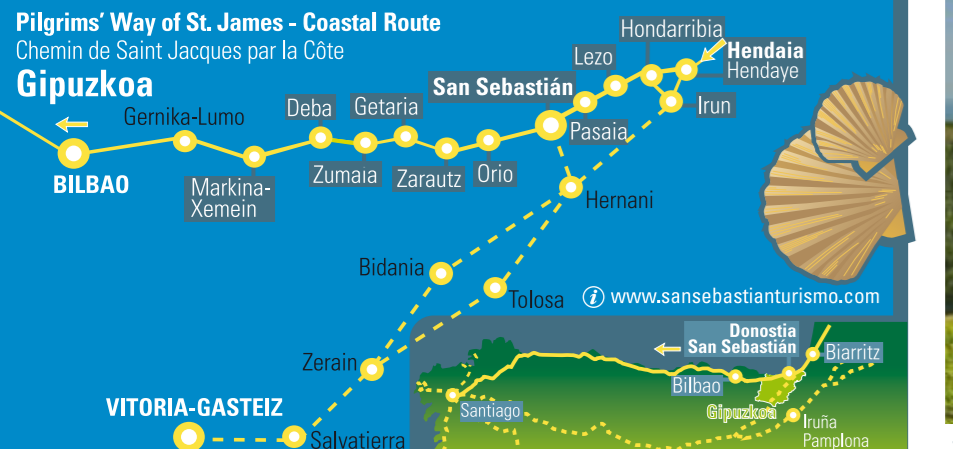 Pilgrims’ Way of St. James - Coastal Route
Chemin de Saint Jacques par la Côte
Gipuzkoa
Hondarribia
Lezo
Hendaia
Hendaye
San Sebastián
Irun
Deba
Getaria
Gernika-Lumo
Pasaia
BILBAO
Markina-
Xemein
Zumaia
Zarautz
Orio
Hernani
Bidania
Tolosa
i www.sansebastianturismo.com
Zerain
VITORIA-GASTEIZ
Salvatierra
Donostia
San Sebastián
Biarritz
Bilbao
Santiago
Gipuzkoa
Iruña
Pamplona